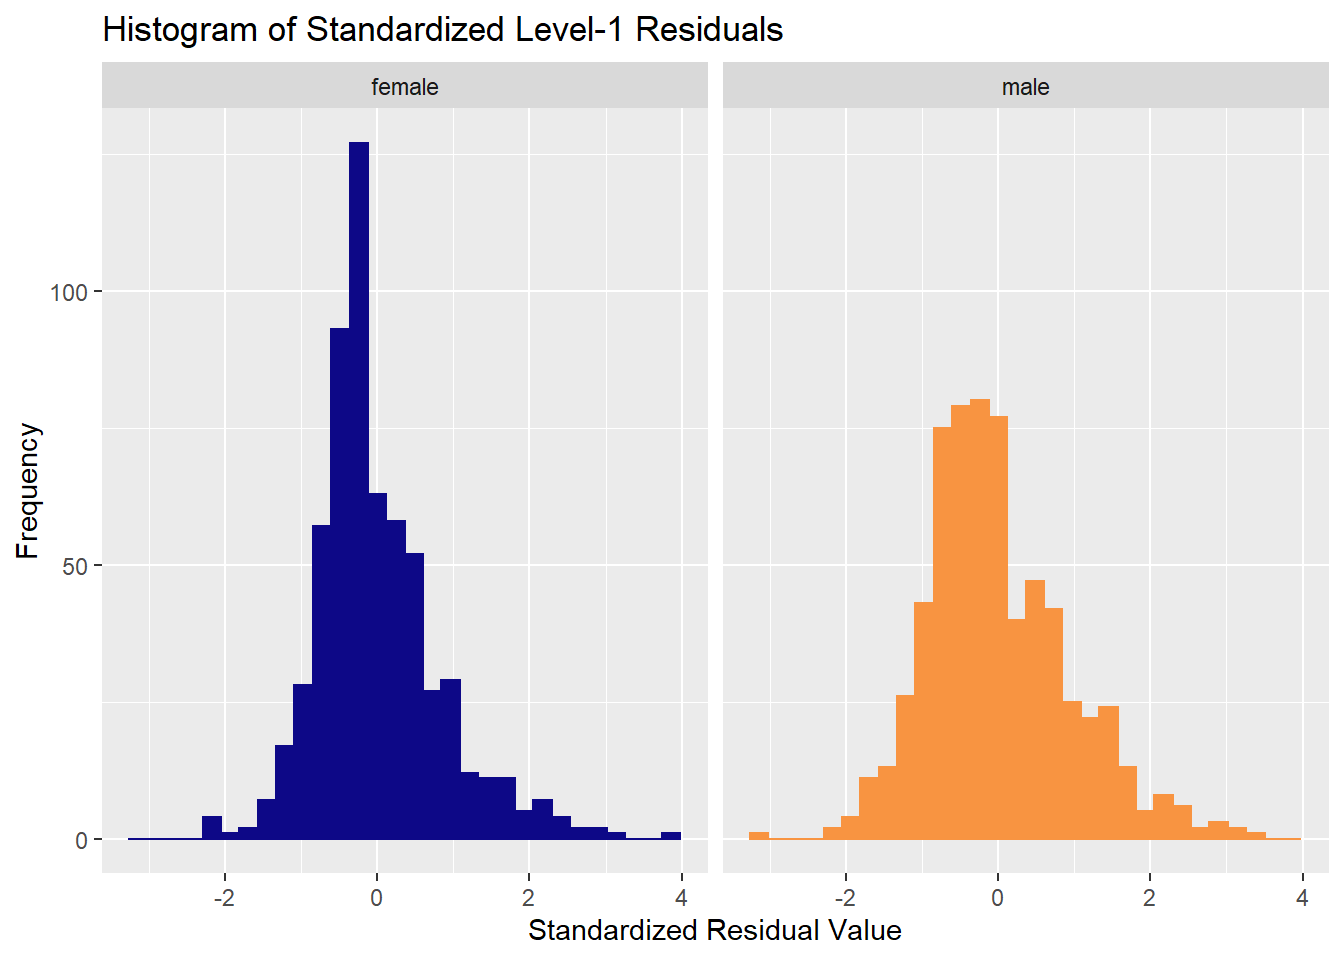 Histogram of Standardized Level-1 Residuals
female
male
100
50
0
Frequency
-2 0 2 4
-2 0 2 4
Standardized Residual Value